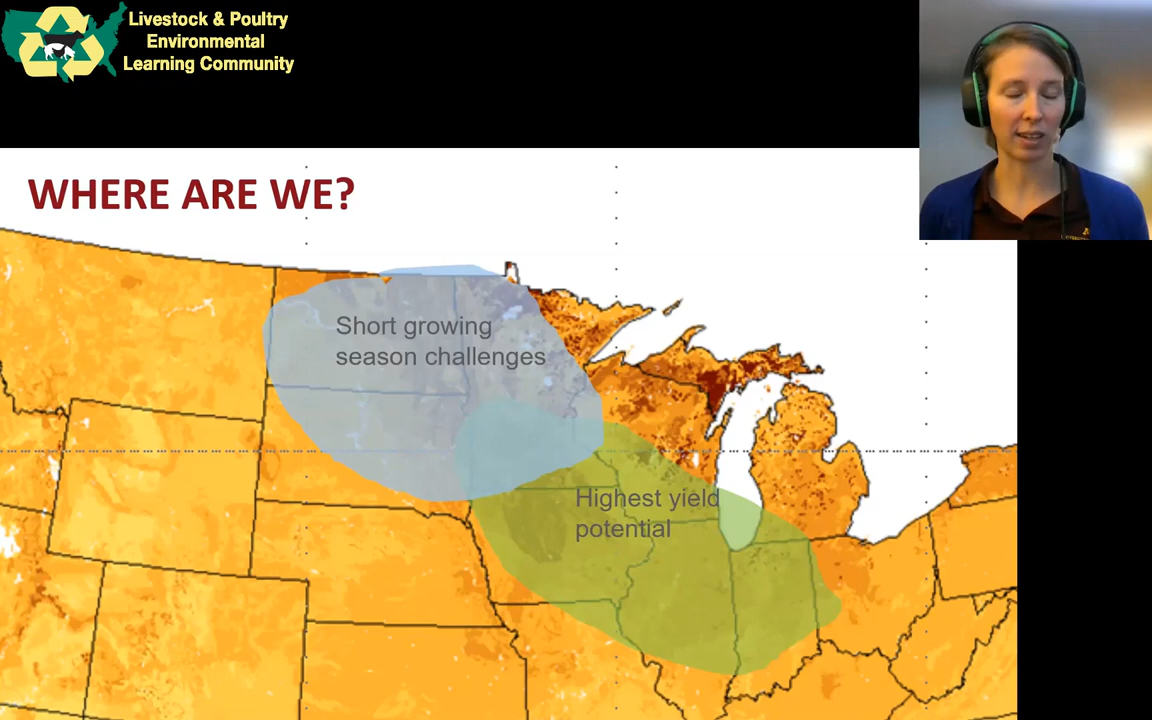 Livestock & Poultry
Environmental
Learning Community
WHERE ARE WE?
Short growing
season challenges
Highest yield
potential